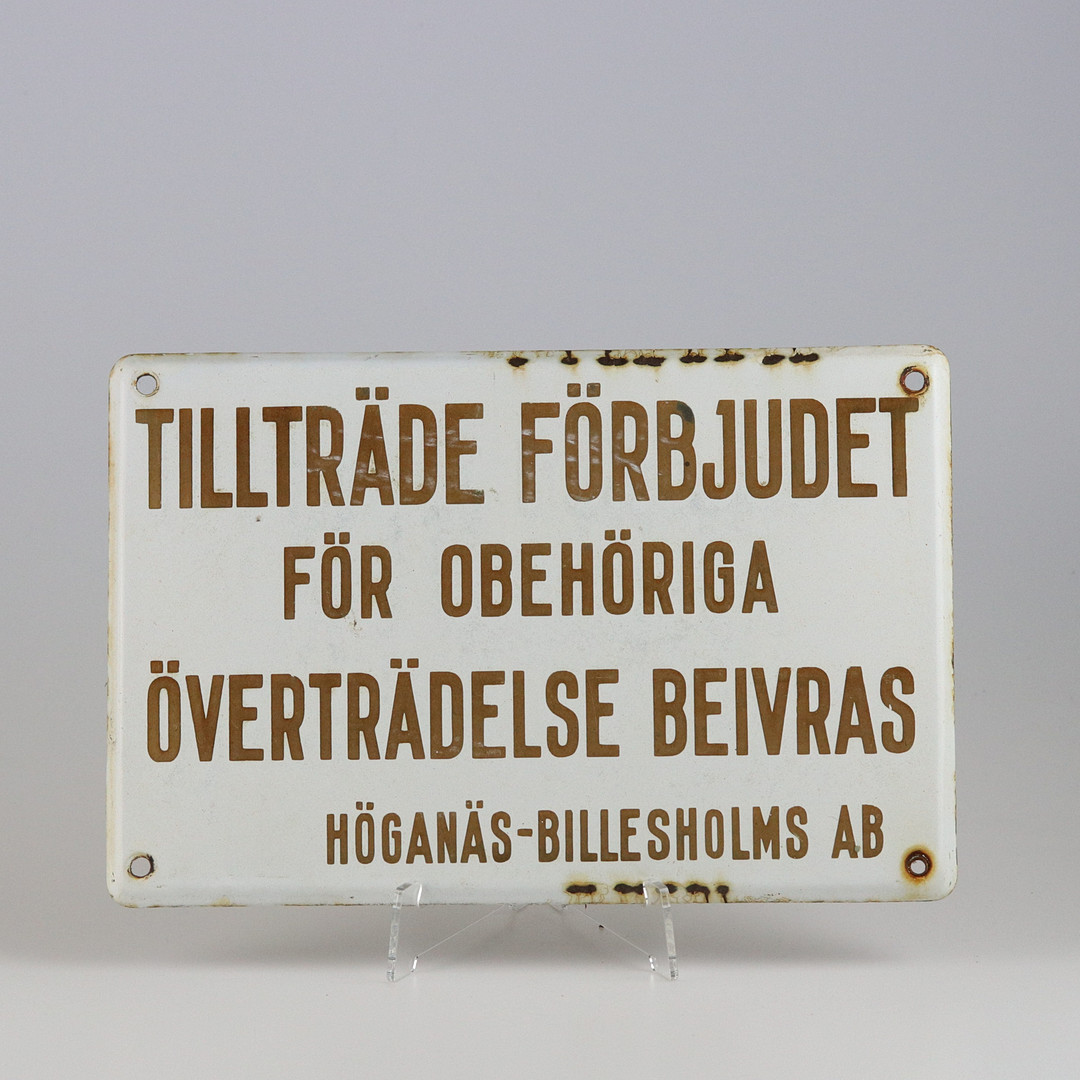 TILLTRÄDE FÖRBJUDET
FÖR OBEHÖRIGA
ÖVERTRÄDELSE BEIVRAS
HÖGANÄS-BILLESHOLMS AB